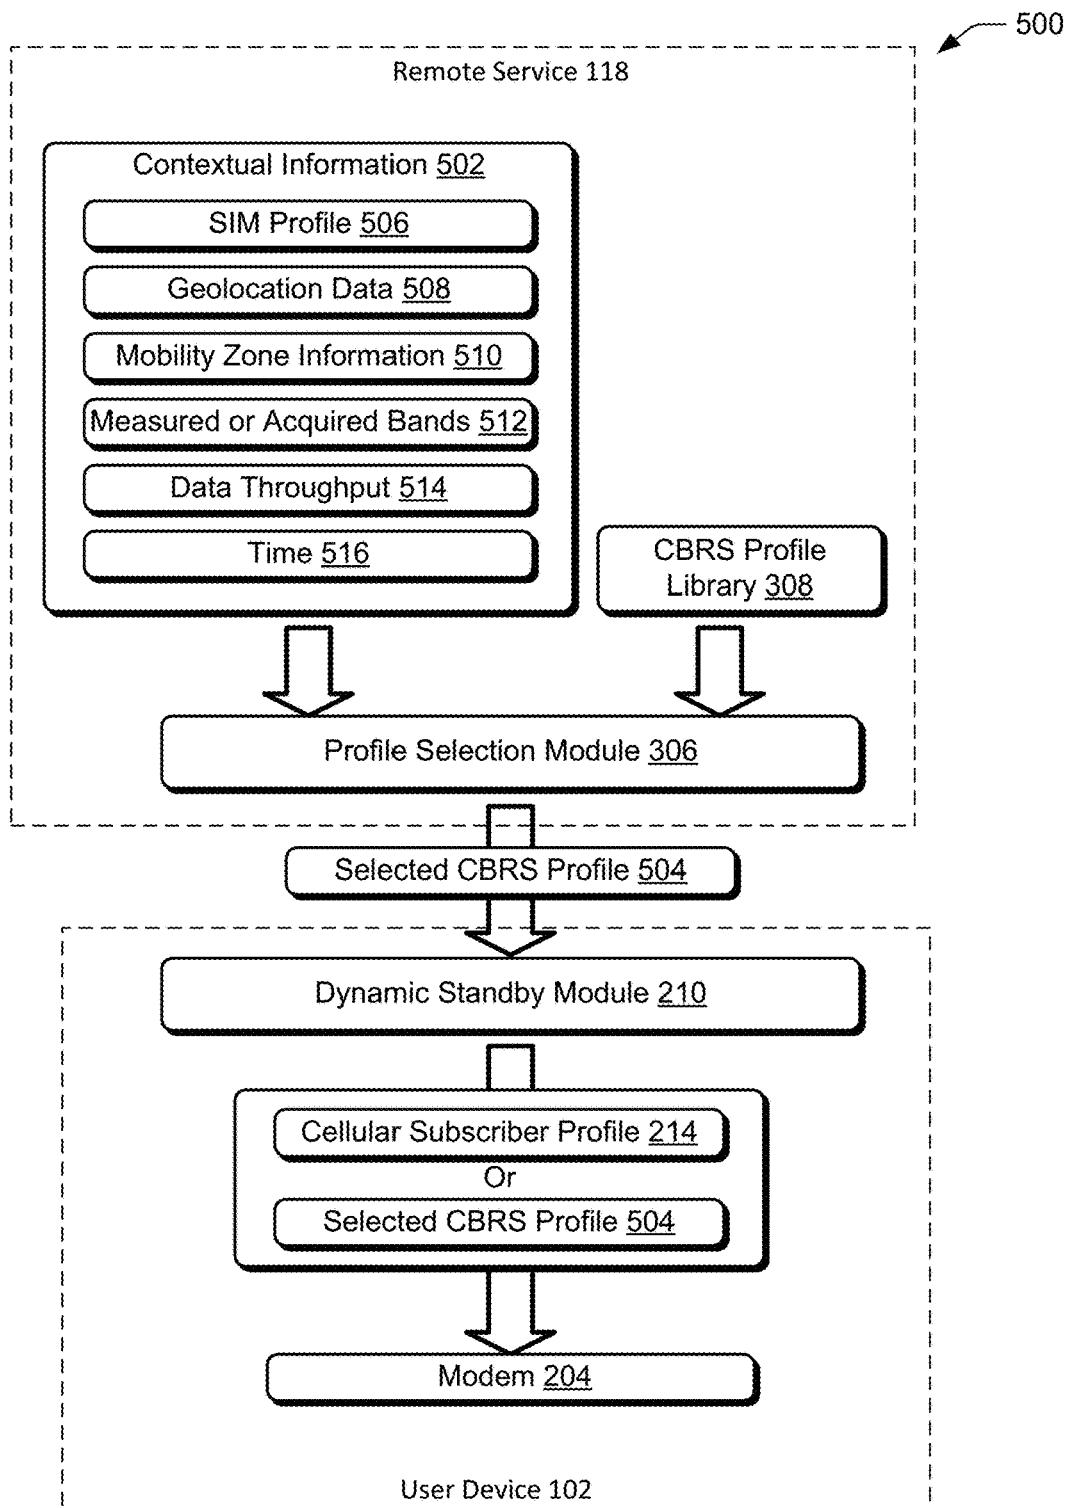 500
Remote Service 118
Contextual Information 502
SIM Profile 506
Geolocation Data 508
Mobility Zone Information 510
Measured or Acquired Bands 512
Data Throughput 514
Time 516
CBRS Profile
Library 308
Profile Selection Module 306
Selected CBRS Profile 504
Dynamic Standby Module 210
Cellular Subscriber Profile 214
Or
Selected CBRS Profile 504
Modem 204
User Device 102